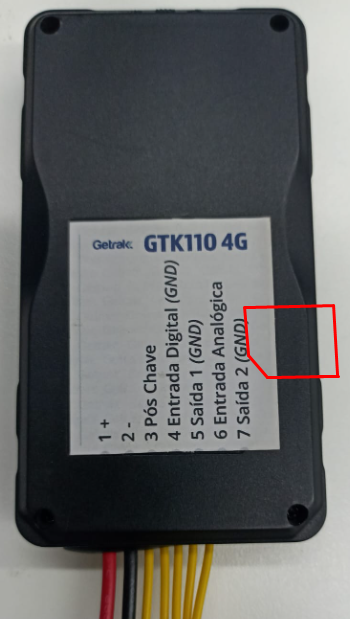 Getrak. GTK110 4G
1 +
2 -
3 Pós Chave
4 Entrada Digital (GND)
5 Saída 1 (GND)
6 Entrada Analógica
7 Saída 2 (GND)